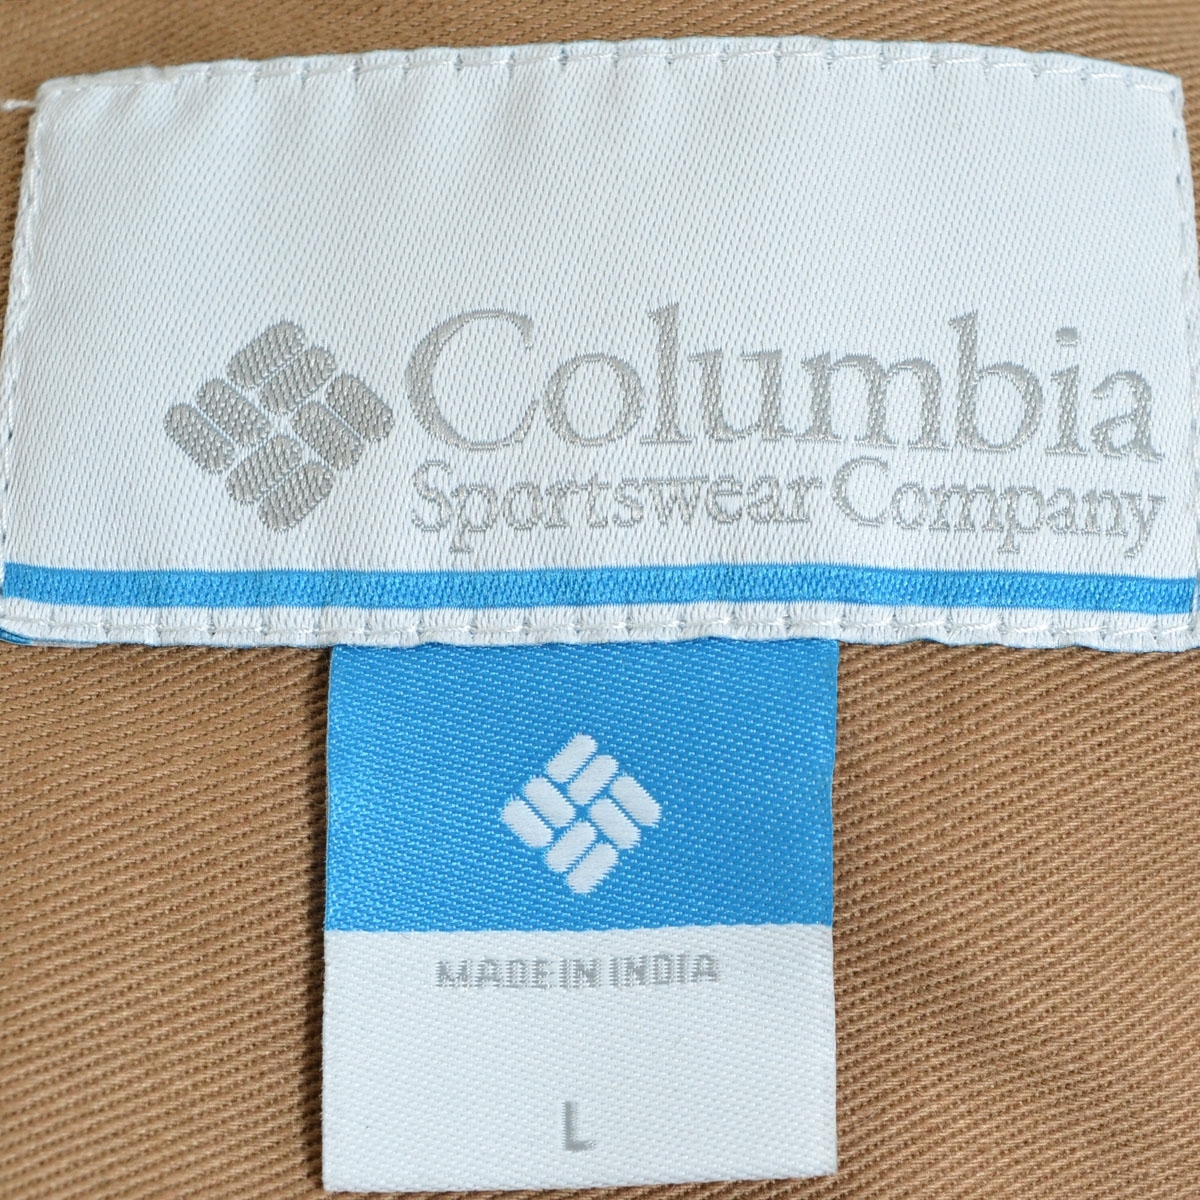 Columbia
Sportswear Company
MADE IN INDIA
L